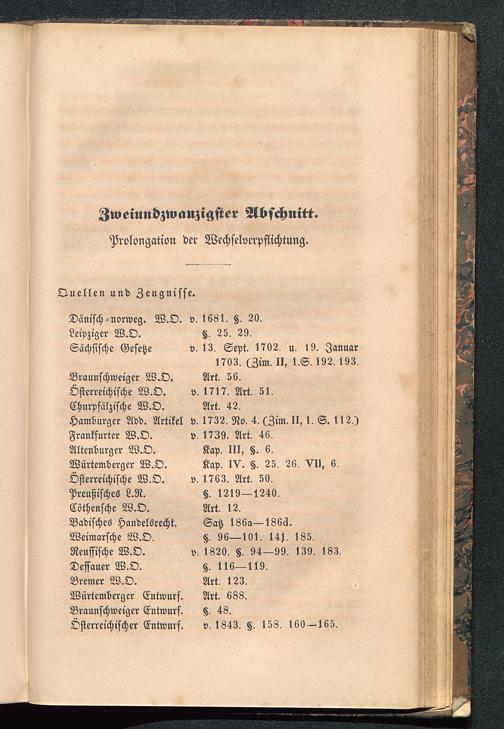 Zweiundzwanzigster Abschnitt.
Prolongation der Wechselverpflichtung.
Quellen und Zeugnisse.
Dänisch-norweg. W.O. v. 1681. §. 20.
Leipziger W.O. §. 25. 29.
Sächsische Gesetze v. 13. Sept. 1702. u. 19. Januar
1703. (Zim. II, 1.S. 192. 193.
Braunschweiger W.O. Art. 56.
Österreichische W.O. v. 1717. Art. 51.
Churpfälzische W.O. Art. 42.
Hamburger Add. Artikel v. 1732. No. 4. (Zim. II, 1. S. 112.)
Frankfurter W.O. v. 1739. Art. 46.
Altenburger W.O. Kap. III, §. 6.
Würtemberger W.O. Kap. IV. §. 25. 26. VII, 6.
Österreichische W.O. v. 1763. Art. 50.
Preußisches L.R. §. 1219—1240.
Cöthensche W.O. Art. 12.
Badisches Handelsrecht. Satz 186a—186d.
Weimarsche W.O. §. 96—101. 141. 185.
Reussische W.O. v. 1820. §. 94—99. 139. 183.
Dessauer W.O. §. 116—119.
Bremer W.O. Art. 123.
Würtemberger Entwurf. Art. 688.
Braunschweiger Entwurf. §. 48.
Österreichischer Entwurf. v. 1843. §. 158. 160—165.